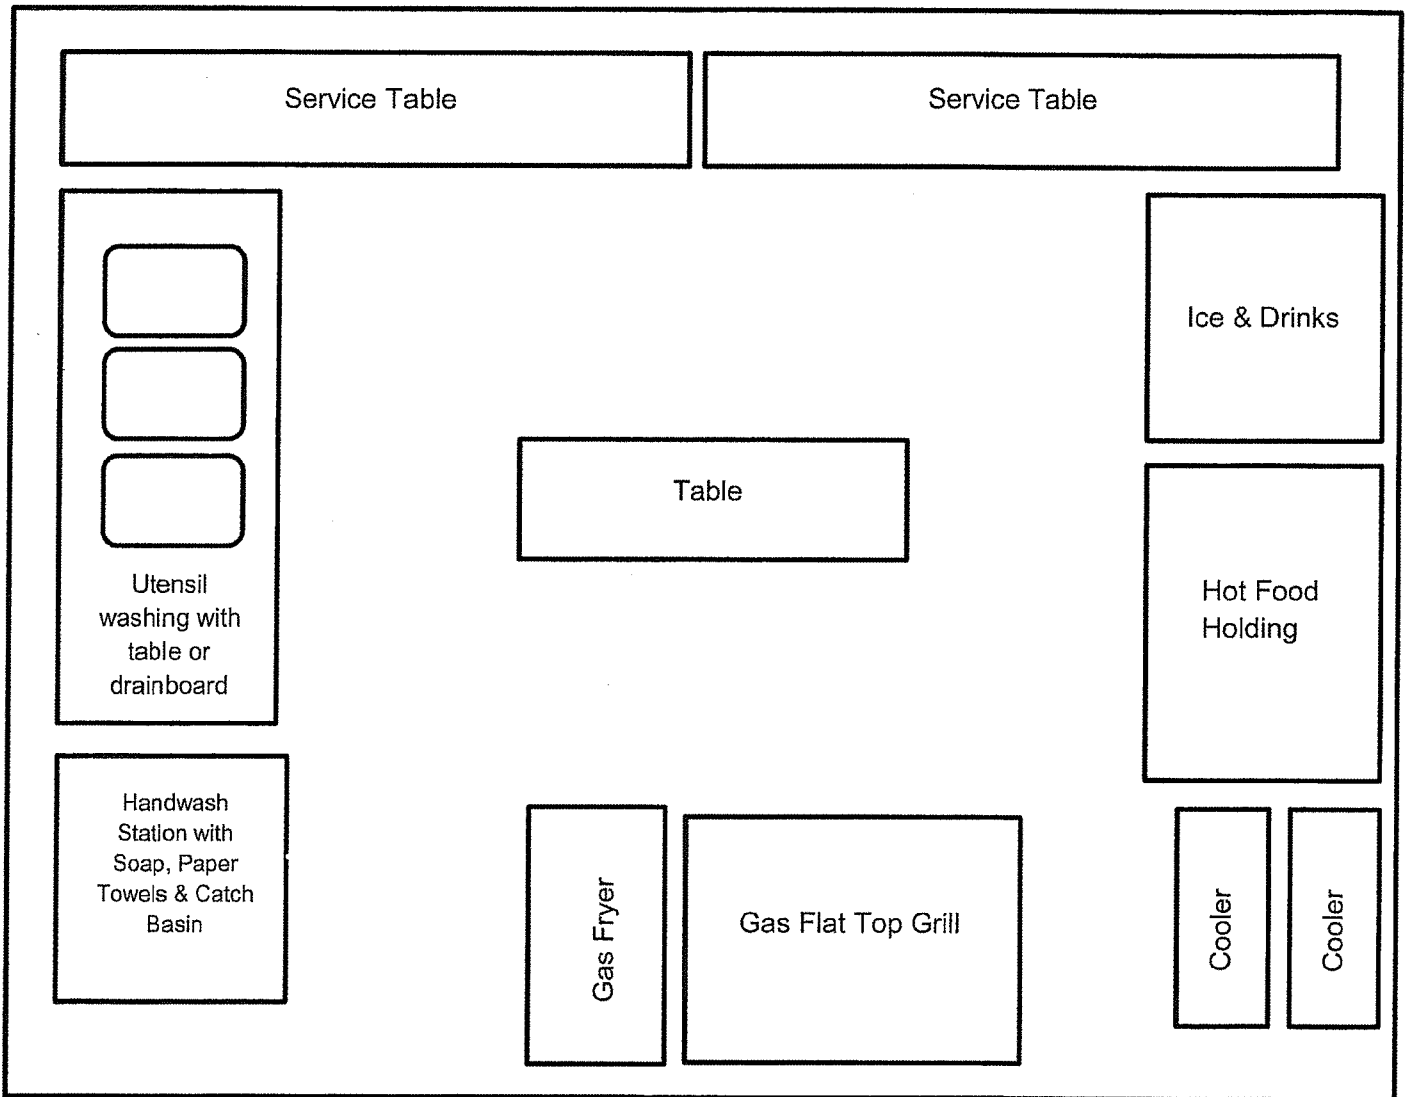 Service Table
Service Table
Ice & Drinks
Table
Utensil
washing with
table or
drainboard
Hot Food
Holding
Handwash
Station with
Soap, Paper
Towels & Catch
Basin
Gas Fryer
Gas Flat Top Grill
Cooler
Cooler